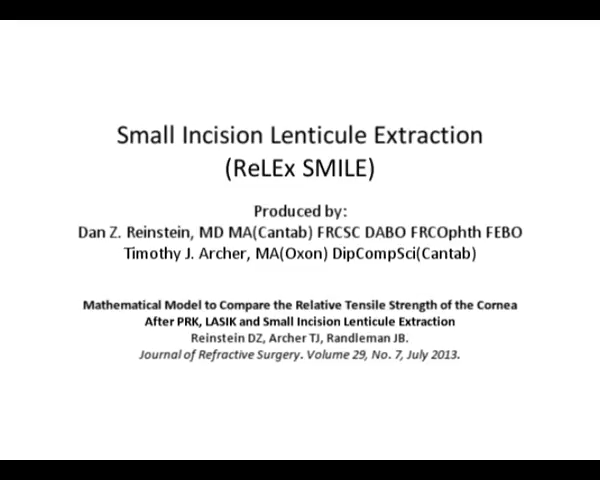 Small Incision Lenticule Extraction
(ReLEx SMILE)
Produced by:
Dan Z. Reinstein, MD MA(Cantab) FRCSC DABO FRCOphth FEBO
Timothy J. Archer, MA(Oxon) DipCompSci(Cantab)
Mathematical Model to Compare the Relative Tensile Strength of the Cornea
After PRK, LASIK and Small Incision Lenticule Extraction
Reinstein DZ, Archer TJ, Randleman JB.
Journal of Refractive Surgery. Volume 29, No. 7, July 2013.